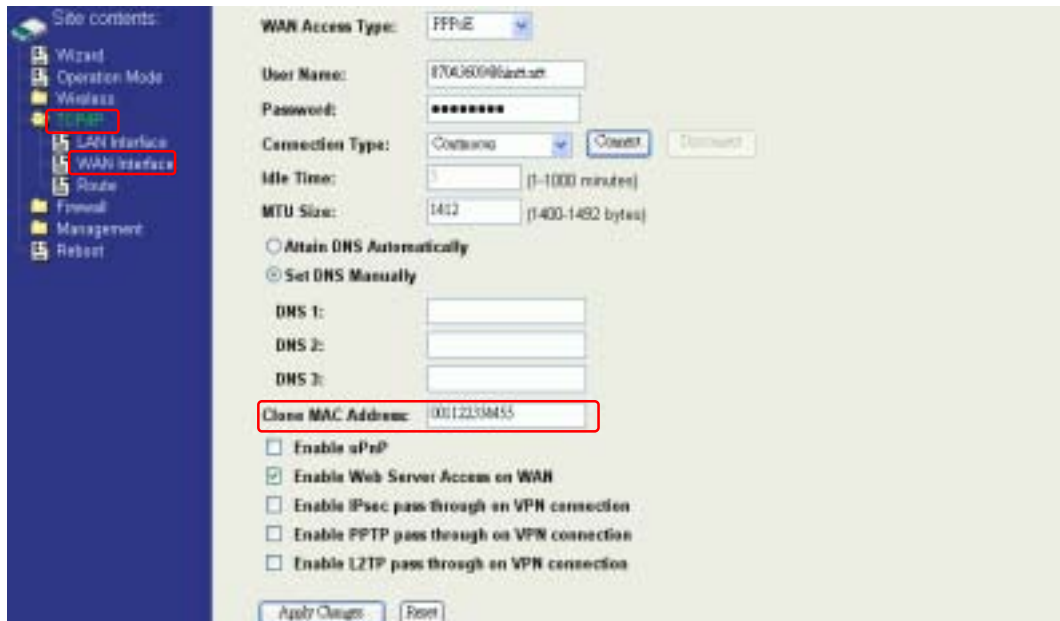 Site contents:
Wizard
Operation Mode
Wireless
TCP/IP
LAN Interface
WAN Interface
Route
Firewall
Management
Reboot
WAN Access Type: PPPoE
User Name:
Password: ●●●●●●●●
Connection Type: Continuous Connect Disconnect
Idle Time: 5 (1-1000 minutes)
MTU Size: 1412 (1400-1492 bytes)
Attain DNS Automatically
Set DNS Manually
DNS 1:
DNS 2:
DNS 3:
Clone MAC Address:
Enable uPnP
Enable Web Server Access on WAN
Enable IPsec pass through on VPN connection
Enable PPTP pass through on VPN connection
Enable L2TP pass through on VPN connection
Apply Changes Reset